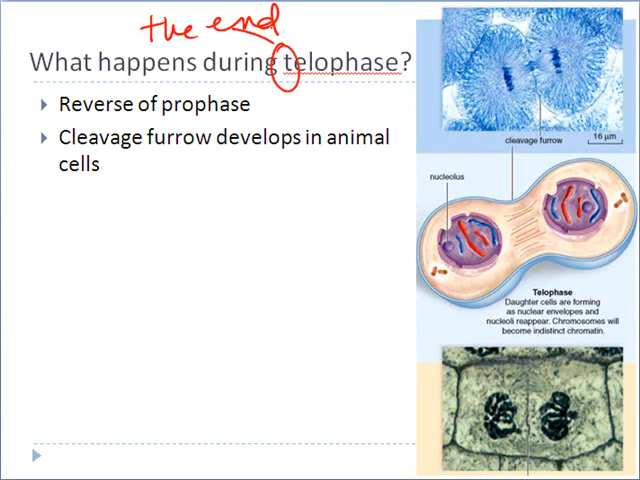 the end
What happens during telophase?
Reverse of prophase
Cleavage furrow develops in animal
cells
cleavage furrow
16 µm
nucleolus
Telophase
Daughter cells are forming
as nuclear envelopes and
nucleoli reappear. Chromosomes will
become indistinct chromatin.